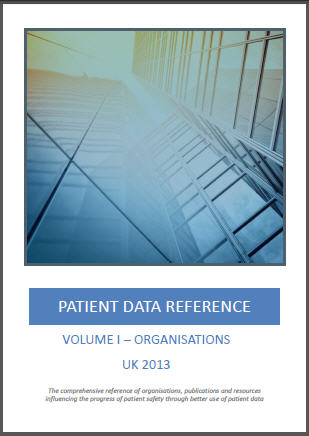 PATIENT DATA REFERENCE
VOLUME I – ORGANISATIONS
UK 2013
The comprehensive reference of organisations, publications and resources
influencing the progress of patient safety through better use of patient data